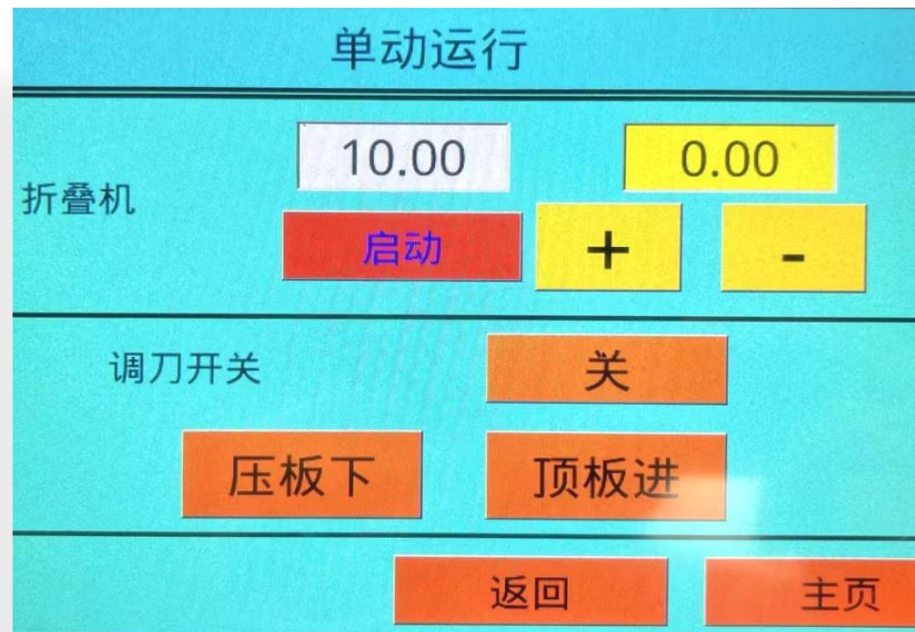 单动运行
10.00 0.00
折叠机
启动 + -
调刀开关 关
压板下 顶板进
返回 主页